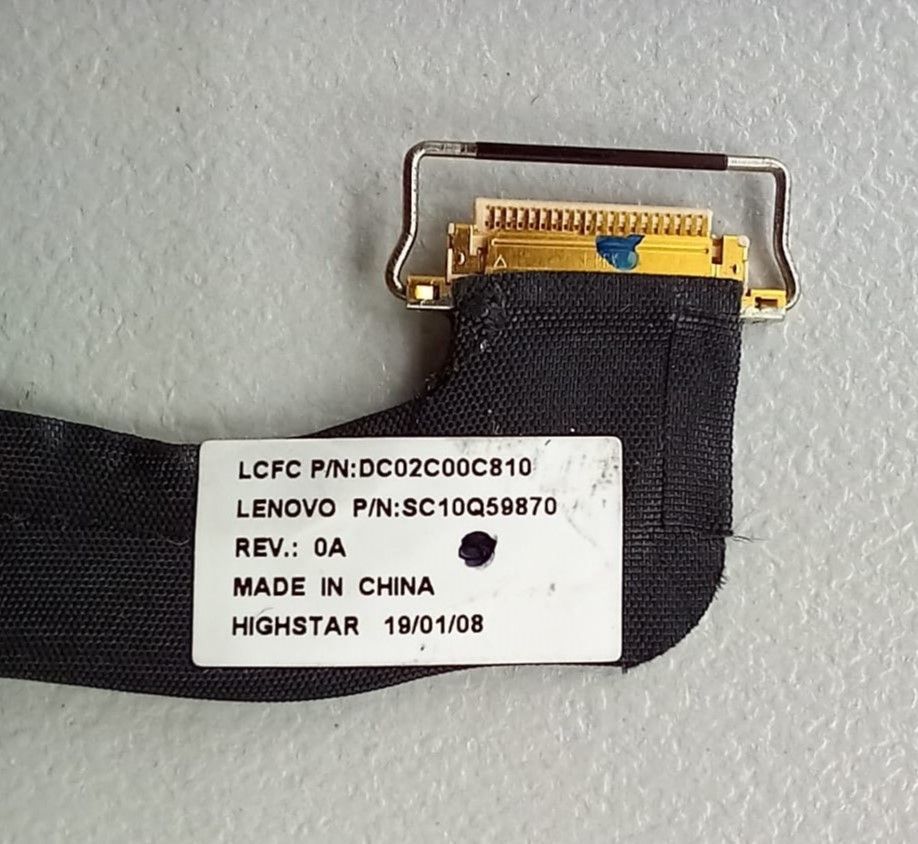 LCFC P/N:DC02C00C810
LENOVO P/N:SC10Q59870
REV.: 0A
MADE IN CHINA
HIGHSTAR 19/01/08